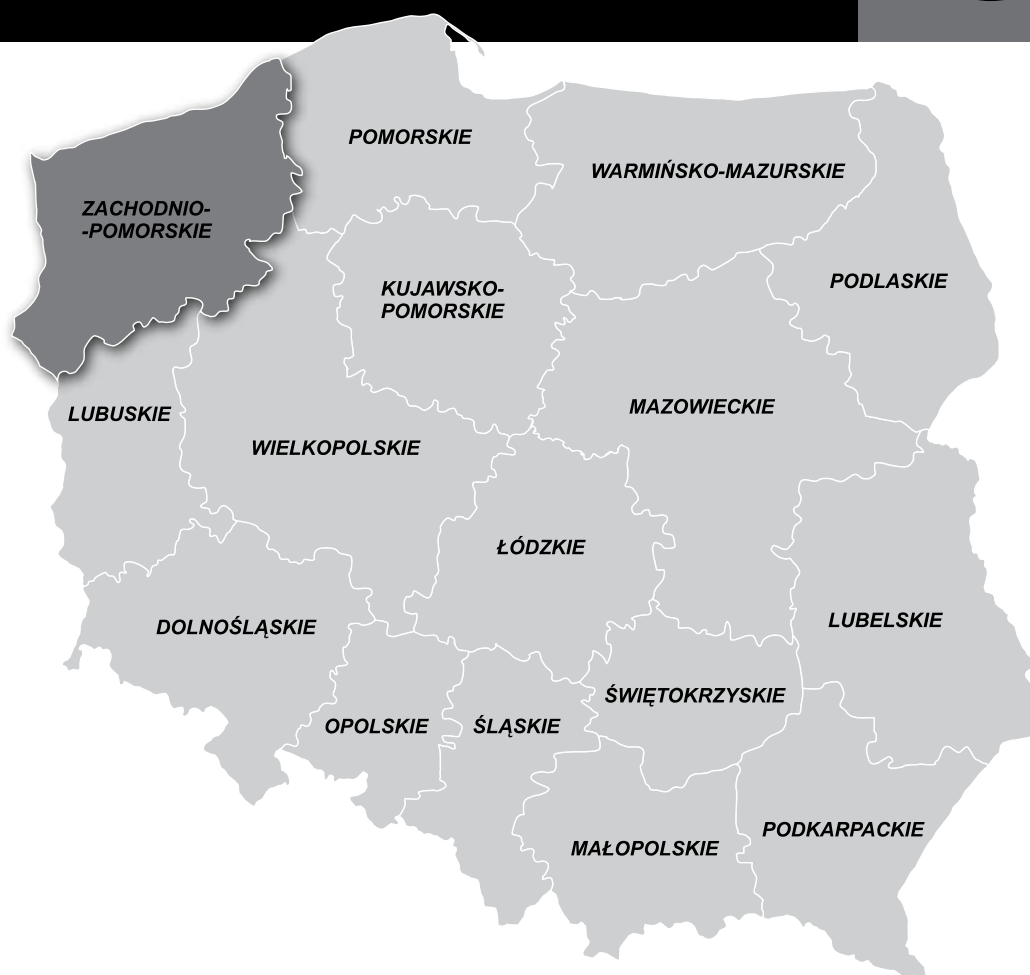 POMORSKIE
WARMIŃSKO-MAZURSKIE
ZACHODNIO-
-POMORSKIE
PODLASKIE
KUJAWSKO-
POMORSKIE
MAZOWIECKIE
LUBUSKIE
WIELKOPOLSKIE
ŁÓDZKIE
LUBELSKIE
DOLNOŚLĄSKIE
ŚWIĘTOKRZYSKIE
OPOLSKIE
ŚLĄSKIE
PODKARPACKIE
MAŁOPOLSKIE